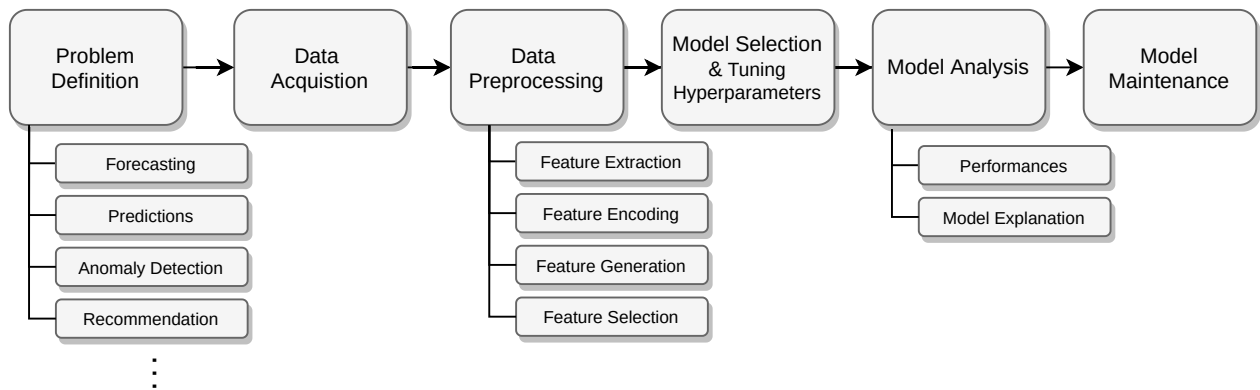 Problem
Definition
Data
Acquistion
Data
Preprocessing
Model Selection
& Tuning
Hyperparameters
Model Analysis
Model
Maintenance
Forecasting
Predictions
Anomaly Detection
Recommendation
Feature Extraction
Feature Encoding
Feature Generation
Feature Selection
Performances
Model Explanation